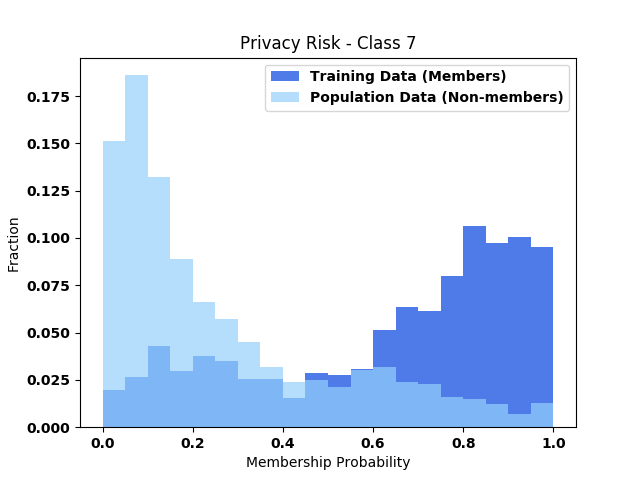 Privacy Risk - Class 7
Training Data (Members)
Population Data (Non-members)
Fraction
0.175
0.150
0.125
0.100
0.075
0.050
0.025
0.000
0.0 0.2 0.4 0.6 0.8 1.0
Membership Probability